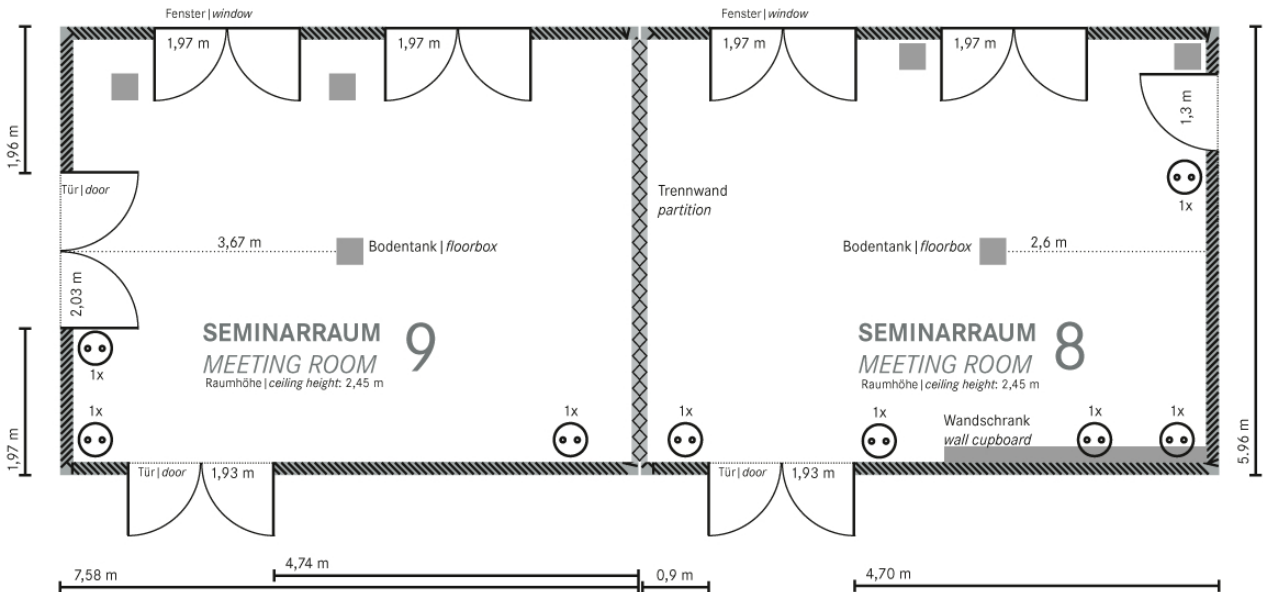 Fenster|window
Fenster|window
1,97 m
1,97 m
1,97 m
1,97 m
1,96 m
1,3 m
Tür|door
Trennwand
partition
1x
3,67 m
Bodentank|floorbox
Bodentank|floorbox
2,6 m
2,03 m
SEMINARRAUM
MEETING ROOM
9
Raumhöhe|ceiling height: 2,45 m
SEMINARRAUM
MEETING ROOM
8
Raumhöhe|ceiling height: 2,45 m
1x
1x
1x
1x
1x
Wandschrank
wall cupboard
1x
1x
1,97 m
5.96 m
Tür|door
1,93 m
Tür|door
1,93 m
4,74 m
7,58 m
0,9 m
4,70 m